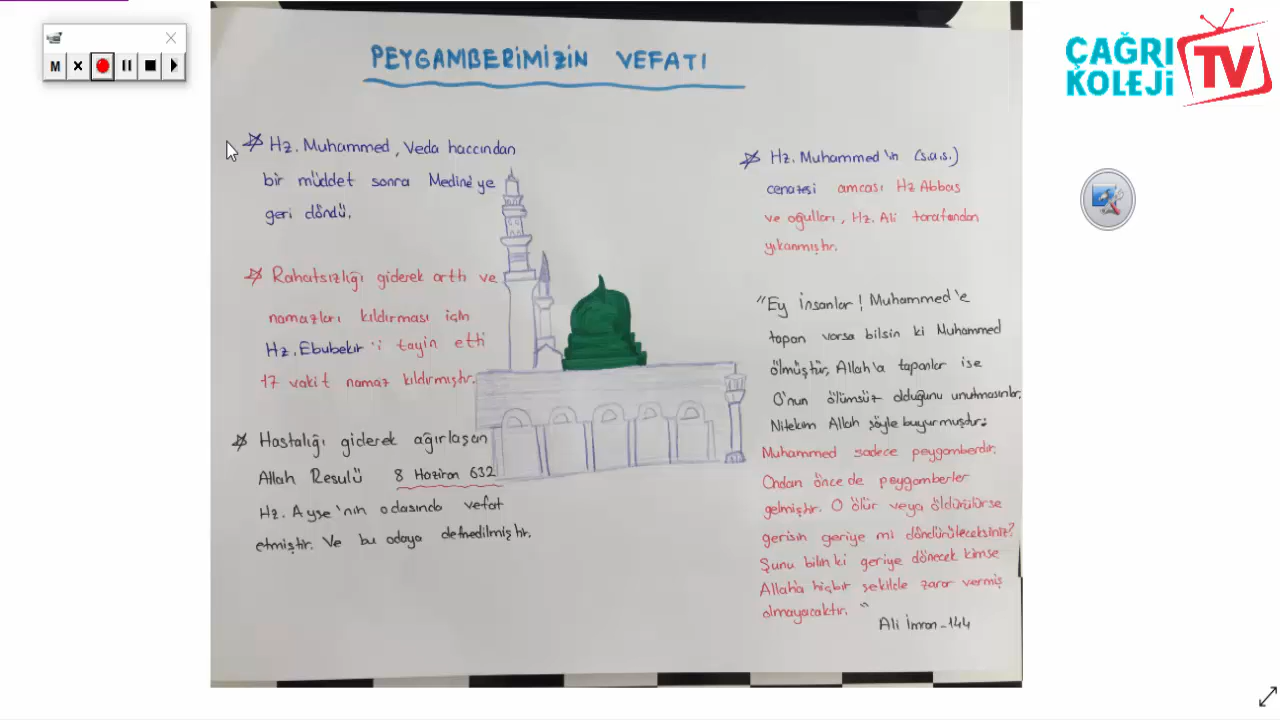 M
ÇAĞRI
KOLEJİ
TV
PEYGAMBERİMİZİN VEFATI
Hz. Muhammed, Veda haccından
bir müddet sonra Medine'ye
geri döndü.
Rahatsızlığı giderek arttı ve
namazları kıldırması için
Hz. Ebubekir'i tayin etti
17 vakit namaz kıldırmıştır.
Hastalığı giderek ağırlaşan
Allah Resulü 8 Haziran 632
Hz. Ayşe'nin odasında vefat
etmiştir. Ve bu odaya defnedilmiştir.
Hz. Muhammed'in (s.a.s.)
cenazesi amcası Hz Abbas
ve oğulları, Hz. Ali tarafından
yıkanmıştır.
"Ey İnsanlar! Muhammed'e
tapan varsa bilsin ki Muhammed
ölmüştür, Allah'a tapanlar ise
O'nun ölümsüz olduğunu unutmasınlar.
Nitekim Allah şöyle buyurmuşdur:
Muhammed sadece peygamberdir.
Ondan önce de peygamberler
gelmiştir. O ölür veya öldürülürse
gerisin geriye mi döndürüleceksiniz?
Şunu bilin ki geriye dönecek kimse
Allah'a hiçbir şekilde zarar vermiş
olmayacaktır."
Ali İmran-144